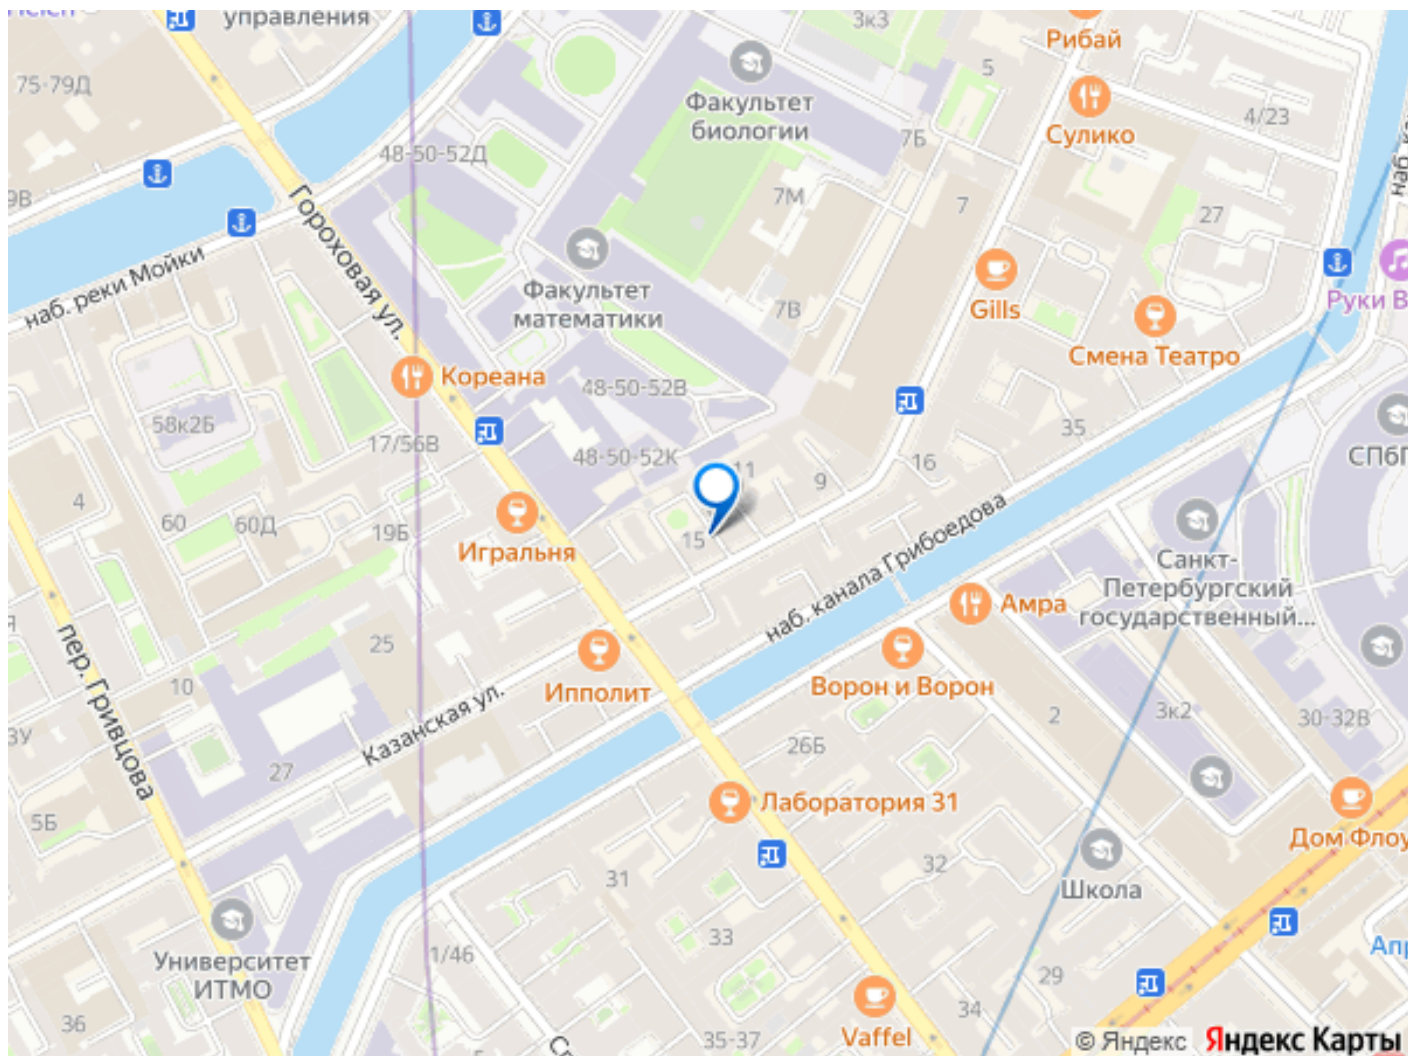 управления
3к3
Рибай
75-79Д
5
Факультет
биологии
Сулико
4/23
7Б
48-50-52Д
9В
7М
7
27
Гороховая ул.
наб. реки Мойки
Факультет
математики
Gills
7В
Руки В
Смена Театро
Кореана
48-50-52В
58к2Б
17/56В
35
СПбГ
48-50-52К
11
9
16
4
60
60Д
19Б
15
Игральня
наб. канала Грибоедова
Санкт-
Петербургский
государственный...
Амра
пер. Гривцова
25
10
Ипполит
Ворон и Ворон
Казанская ул.
2
3к2
30-32В
3У
27
26Б
5Б
Лаборатория 31
Дом Флоу
31
32
Школа
33
1/46
Университет
ИТМО
Апр
29
36
34
35-37
Vaffel
© Яндекс Яндекс Карты